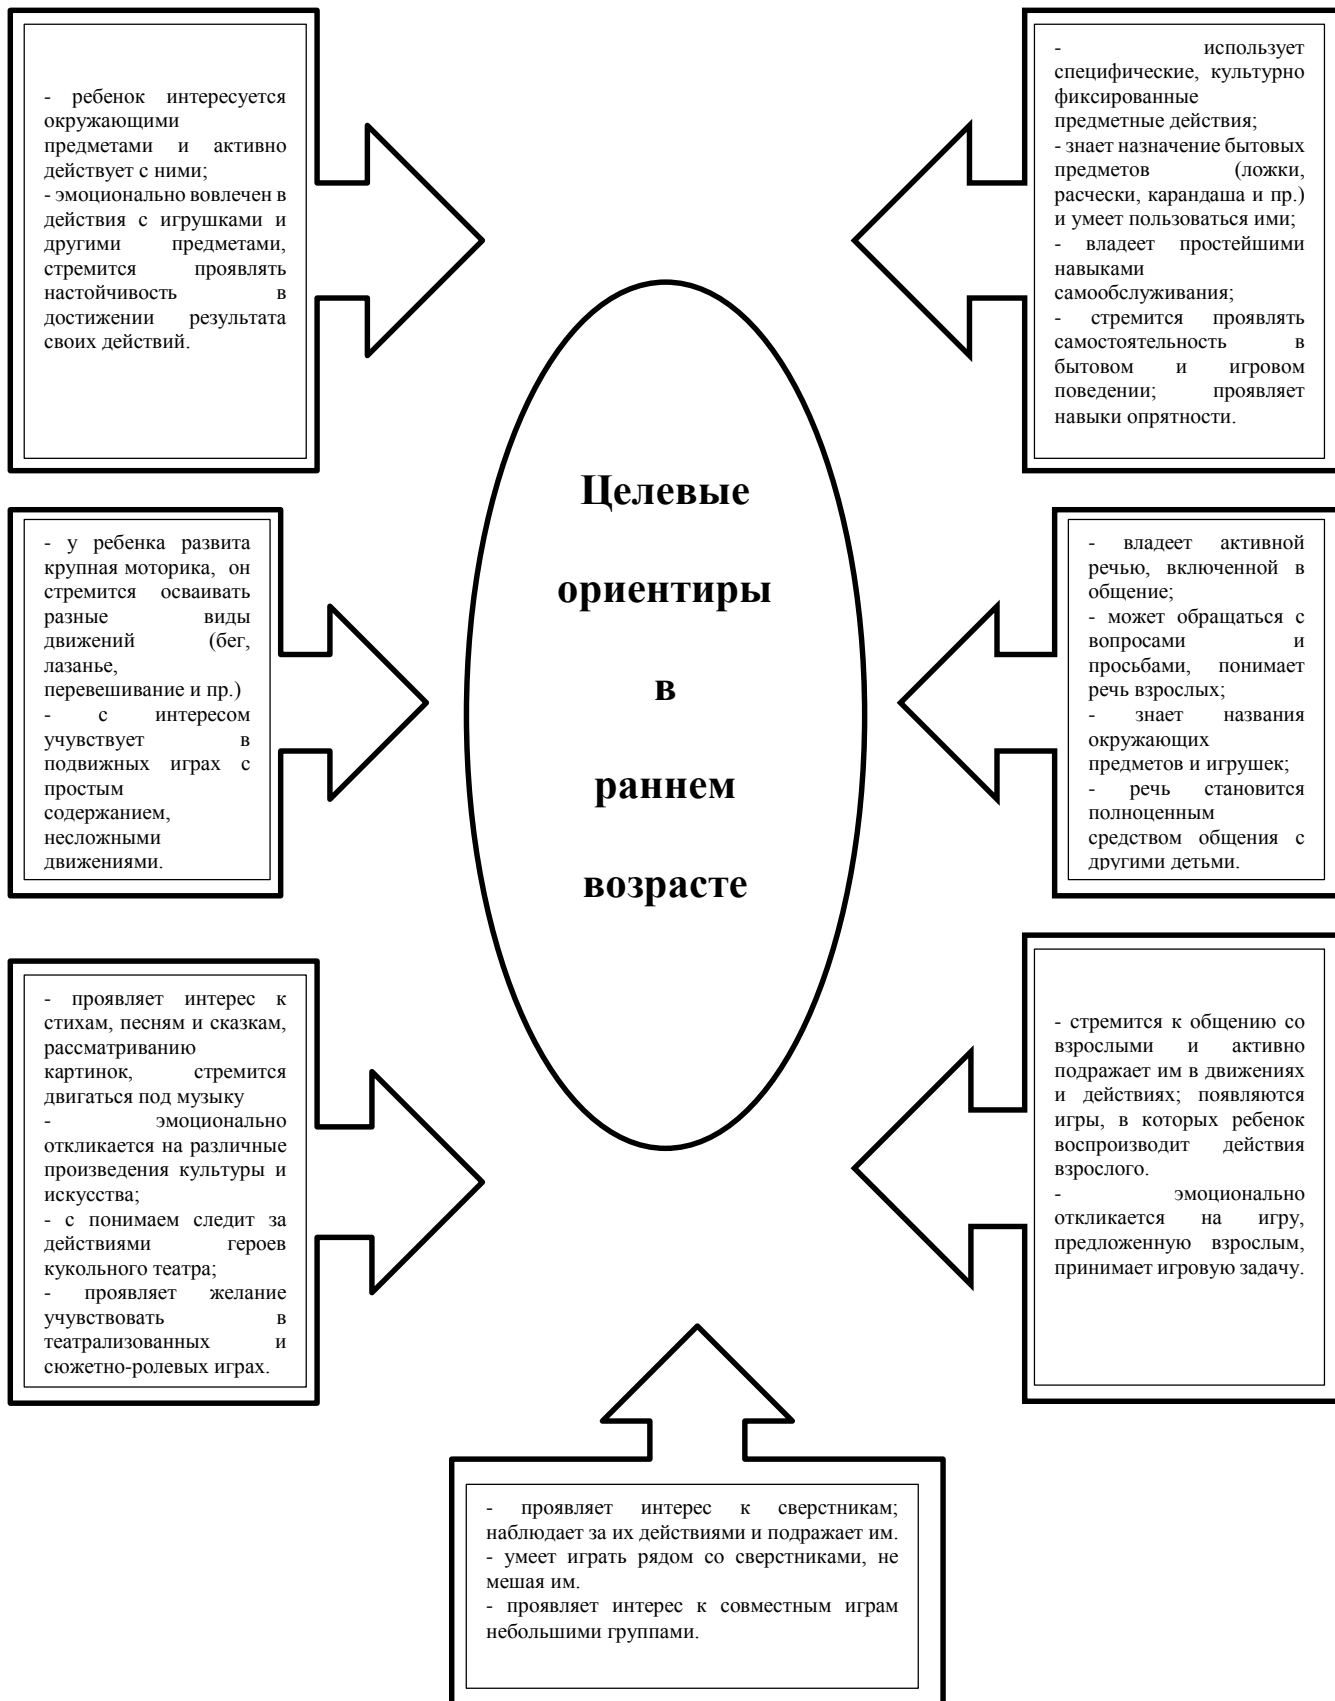 - ребенок интересуется
окружающими
предметами и активно
действует с ними;
- эмоционально вовлечен в
действия с игрушками и
другими предметами,
стремится проявлять
настойчивость в
достижении результата
своих действий.
- использует
специфические, культурно
фиксированные
предметные действия;
- знает назначение бытовых
предметов (ложки,
расчески, карандаша и пр.)
и умеет пользоваться ими;
- владеет простейшими
навыками
самообслуживания;
- стремится проявлять
самостоятельность в
бытовом и игровом
поведении; проявляет
навыки опрятности.
Целевые
ориентиры
в
раннем
возрасте
- у ребенка развита
крупная моторика, он
стремится осваивать
разные виды
движений (бег,
лазанье,
перевешивание и пр.)
- с интересом
учувствует в
подвижных играх с
простым
содержанием,
несложными
движениями.
- владеет активной
речью, включенной в
общение;
- может обращаться с
вопросами и
просьбами, понимает
речь взрослых;
- знает названия
окружающих
предметов и игрушек;
- речь становится
полноценным
средством общения с
другими детьми.
- проявляет интерес к
стихам, песням и сказкам,
рассматриванию
картинок, стремится
двигаться под музыку
- эмоционально
откликается на различные
произведения культуры и
искусства;
- с понимаем следит за
действиями героев
кукольного театра;
- проявляет желание
учувствовать в
театрализованных и
сюжетно-ролевых играх.
- стремится к общению со
взрослыми и активно
подражает им в движениях
и действиях; появляются
игры, в которых ребенок
воспроизводит действия
взрослого.
- эмоционально
откликается на игру,
предложенную взрослым,
принимает игровую задачу.
- проявляет интерес к сверстникам;
наблюдает за их действиями и подражает им.
- умеет играть рядом со сверстниками, не
мешая им.
- проявляет интерес к совместным играм
небольшими группами.